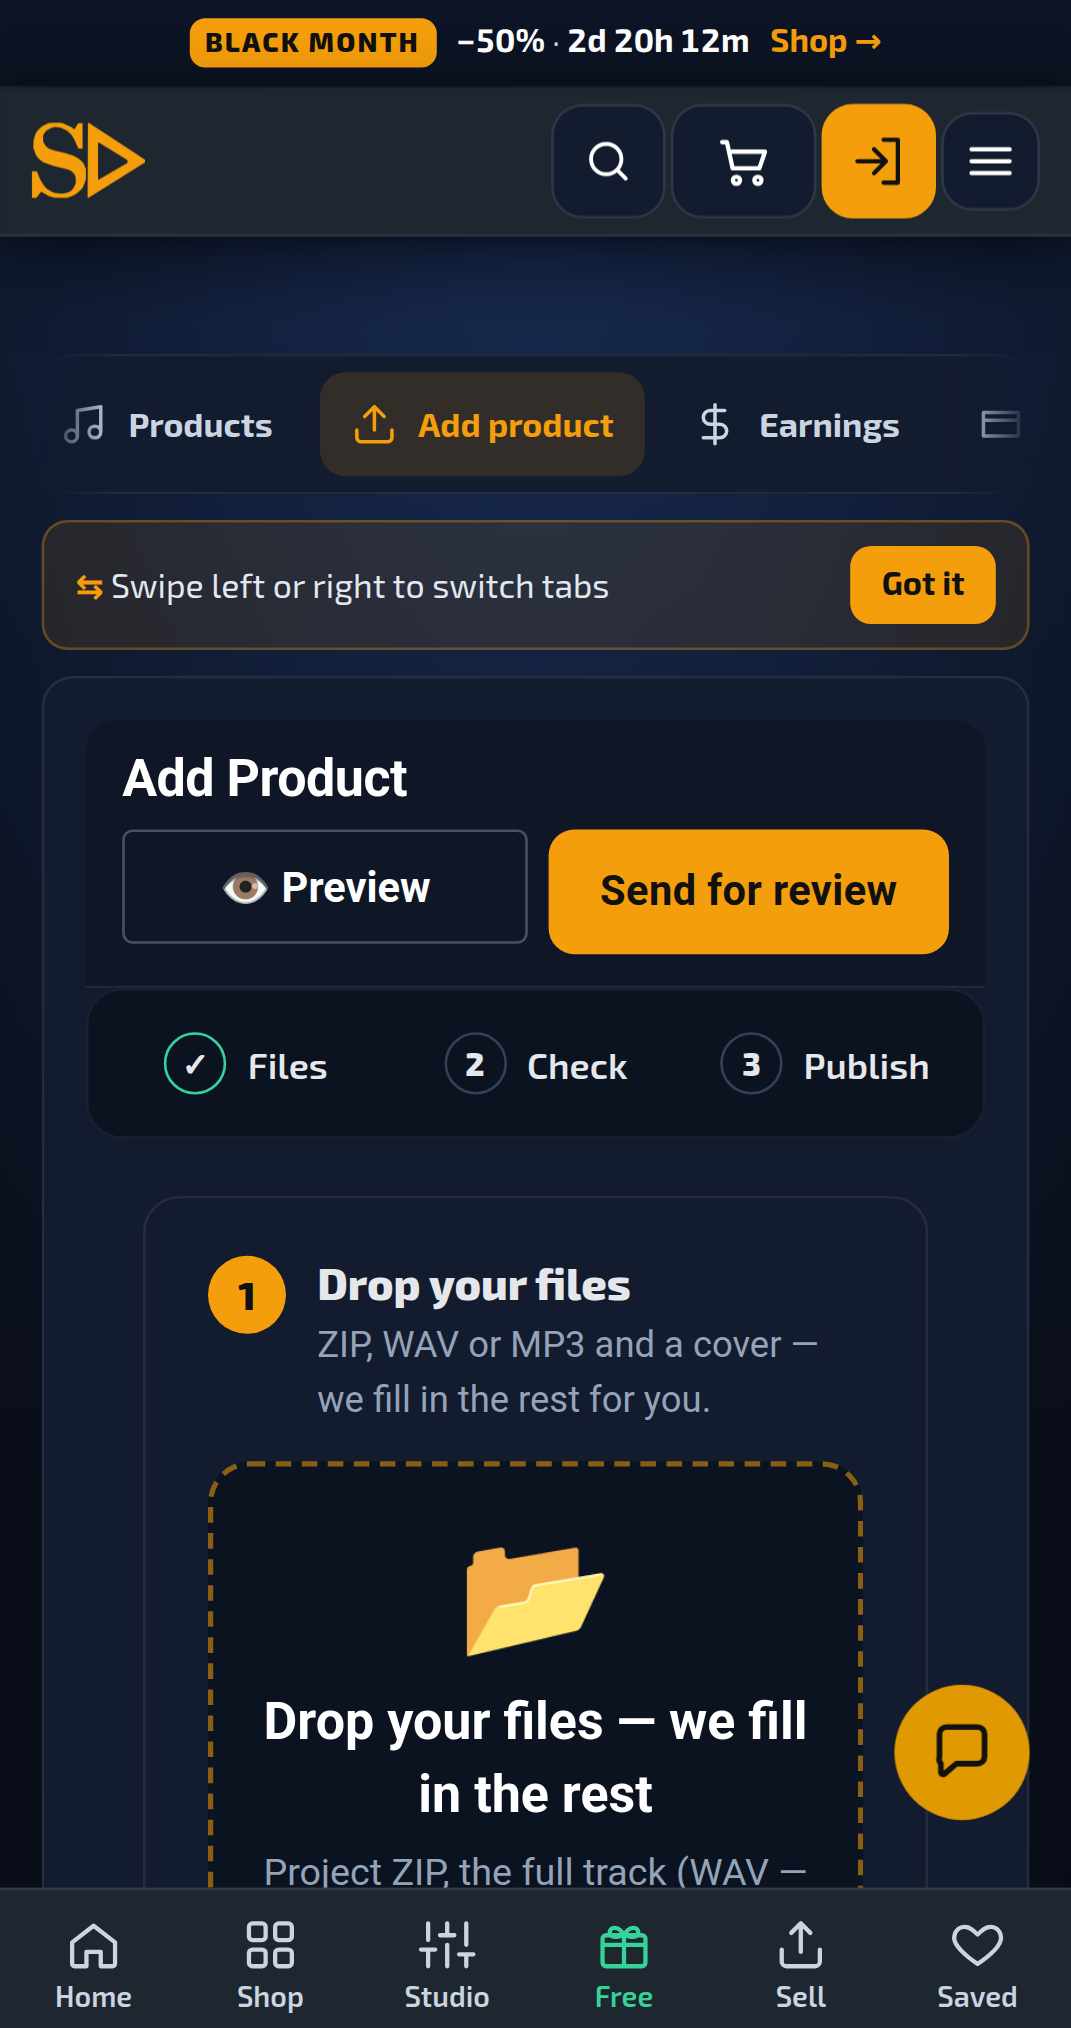 BLACK MONTH −50% · 2d 20h 12m Shop →
S
Products Add product Earnings
⇆ Swipe left or right to switch tabs Got it
Add Product
Preview Send for review
✓ Files 2 Check 3 Publish
1 Drop your files
ZIP, WAV or MP3 and a cover —
we fill in the rest for you.
Drop your files — we fill
in the rest
Project ZIP, the full track (WAV —
Home Shop Studio Free Sell Saved